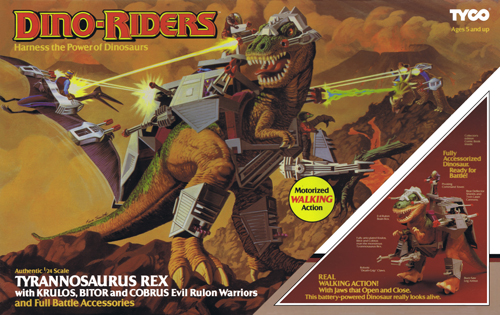 DINO-RIDERS
Harness the Power of Dinosaurs
TYCO
Ages 5 and up
Motorized
WALKING
Action
Fully
Accessorized
Dinosaur.
Ready for
Battle!
Authentic 1/24 Scale
TYRANNOSAURUS REX
with KRULOS, BITOR and COBRUS Evil Rulon Warriors
and Full Battle Accessories
REAL
WALKING ACTION!
With Jaws that Open and Close.
This battery-powered Dinosaur really looks alive.